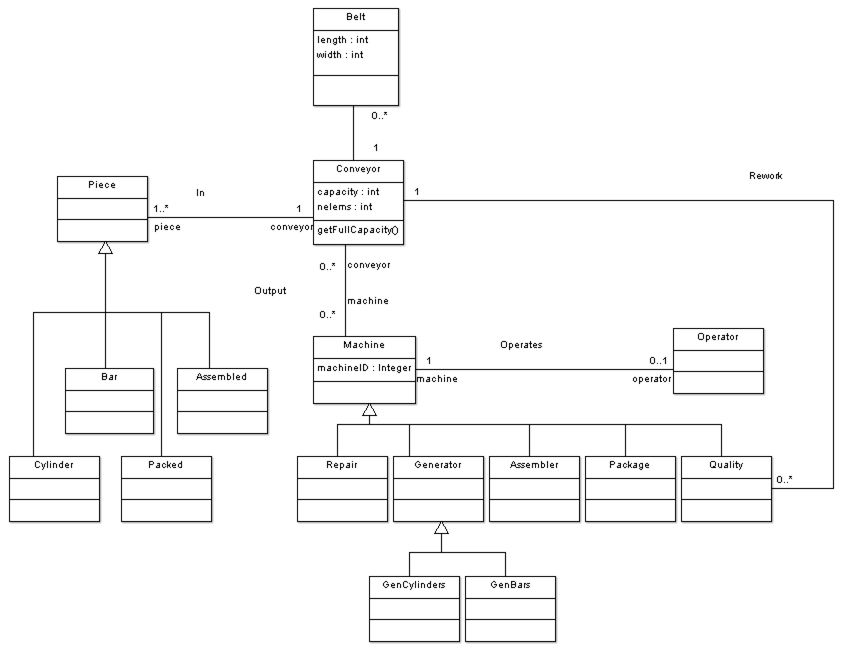 Belt
length : int
width : int
0..*
1
Conveyor
capacity : int
nelems : int
getFullCapacity()
1
Rework
Piece
In
1..*
1
piece
conveyor
0..*
conveyor
Output
machine
0..*
Machine
machineID : Integer
Operates
1
0..1
machine
operator
Operator
Bar
Assembled
Cylinder
Packed
Repair
Generator
Assembler
Package
Quality
0..*
GenCylinders
GenBars